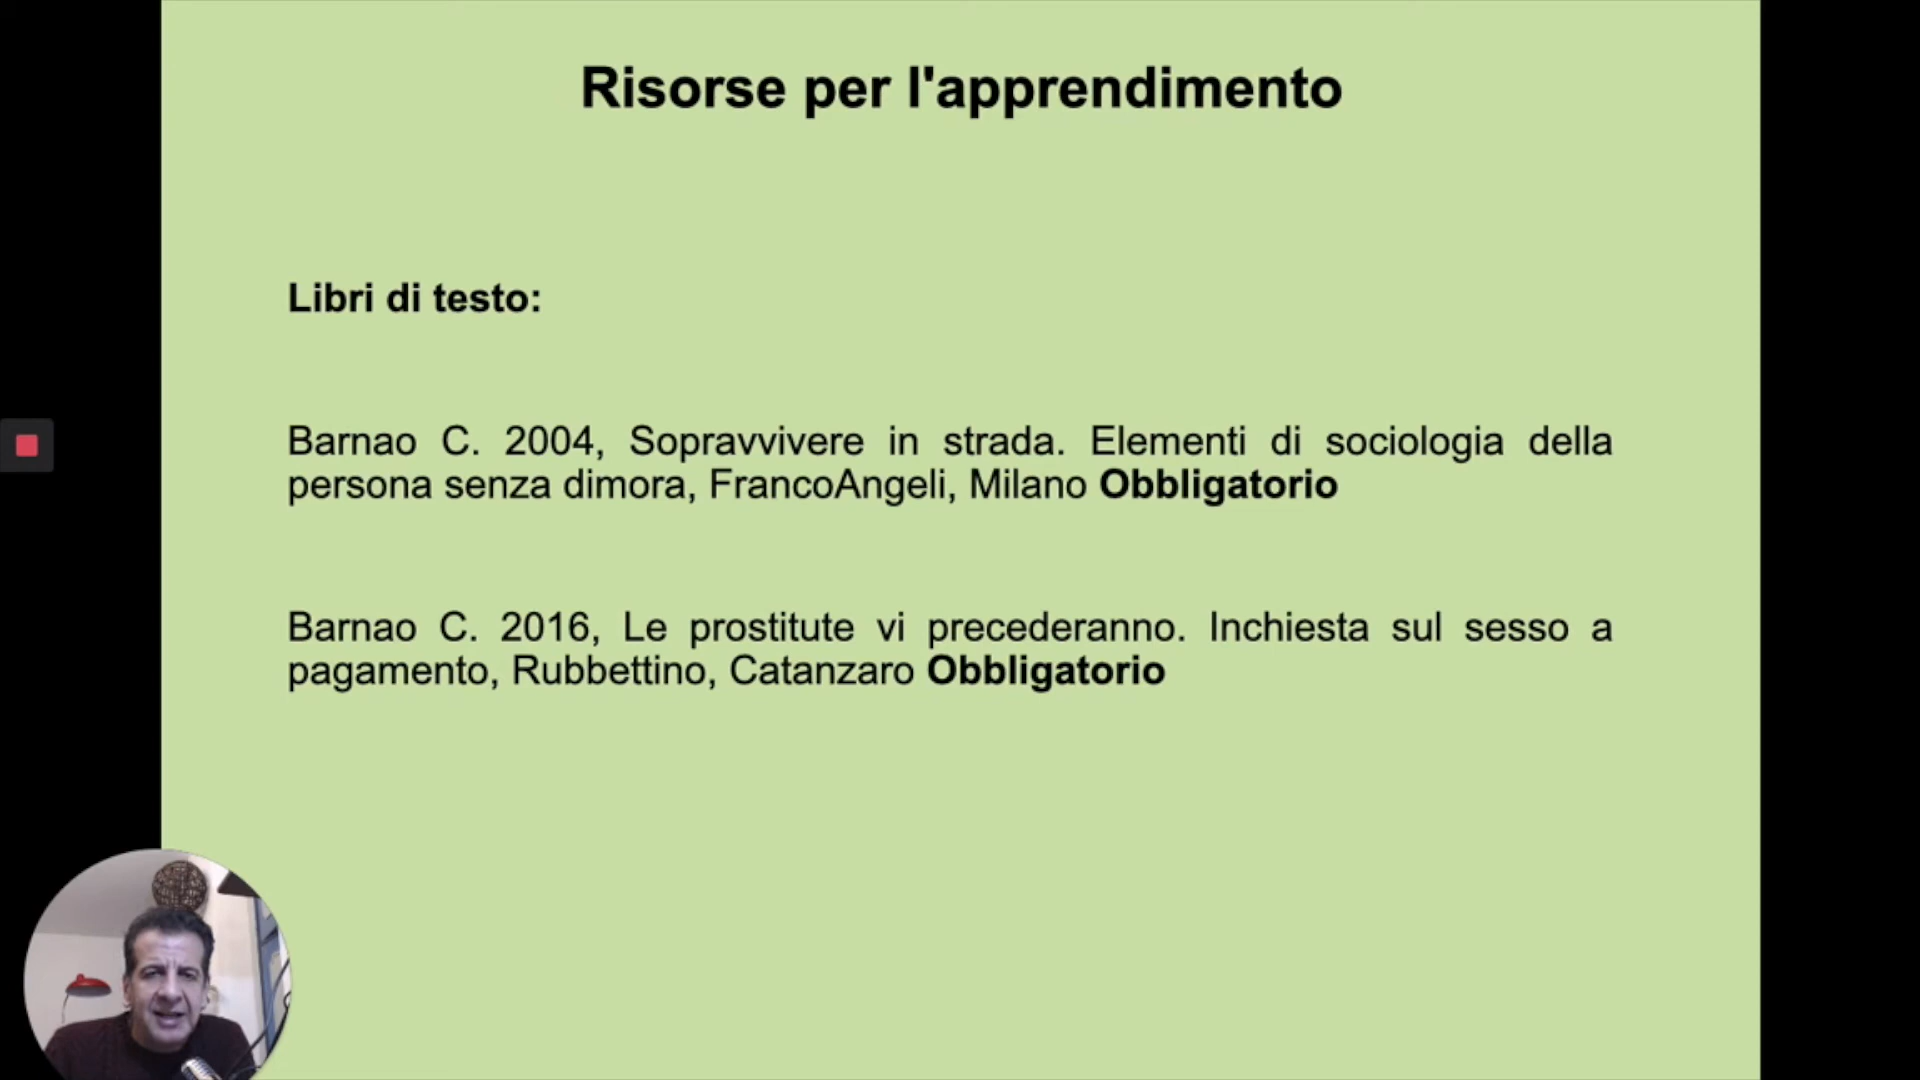 Risorse per l'apprendimento
Libri di testo:
Barnao C. 2004, Sopravvivere in strada. Elementi di sociologia della
persona senza dimora, FrancoAngeli, Milano Obbligatorio
Barnao C. 2016, Le prostitute vi precederanno. Inchiesta sul sesso a
pagamento, Rubbettino, Catanzaro Obbligatorio